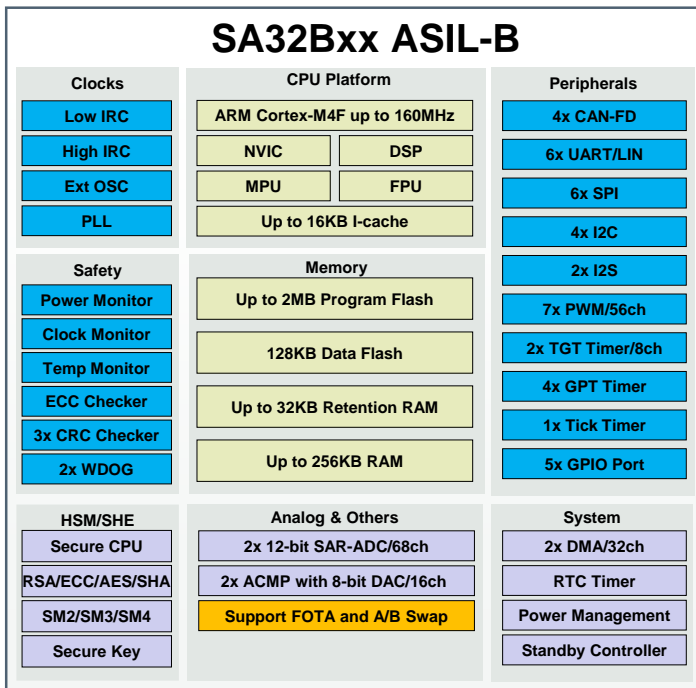 SA32Bxx ASIL-B
Clocks
Low IRC
High IRC
Ext OSC
PLL
CPU Platform
ARM Cortex-M4F up to 160MHz
NVIC
DSP
MPU
FPU
Up to 16KB I-cache
Peripherals
4x CAN-FD
6x UART/LIN
6x SPI
4x I2C
2x I2S
7x PWM/56ch
2x TGT Timer/8ch
4x GPT Timer
1x Tick Timer
5x GPIO Port
Safety
Power Monitor
Clock Monitor
Temp Monitor
ECC Checker
3x CRC Checker
2x WDOG
Memory
Up to 2MB Program Flash
128KB Data Flash
Up to 32KB Retention RAM
Up to 256KB RAM
HSM/SHE
Secure CPU
RSA/ECC/AES/SHA
SM2/SM3/SM4
Secure Key
Analog & Others
2x 12-bit SAR-ADC/68ch
2x ACMP with 8-bit DAC/16ch
Support FOTA and A/B Swap
System
2x DMA/32ch
RTC Timer
Power Management
Standby Controller